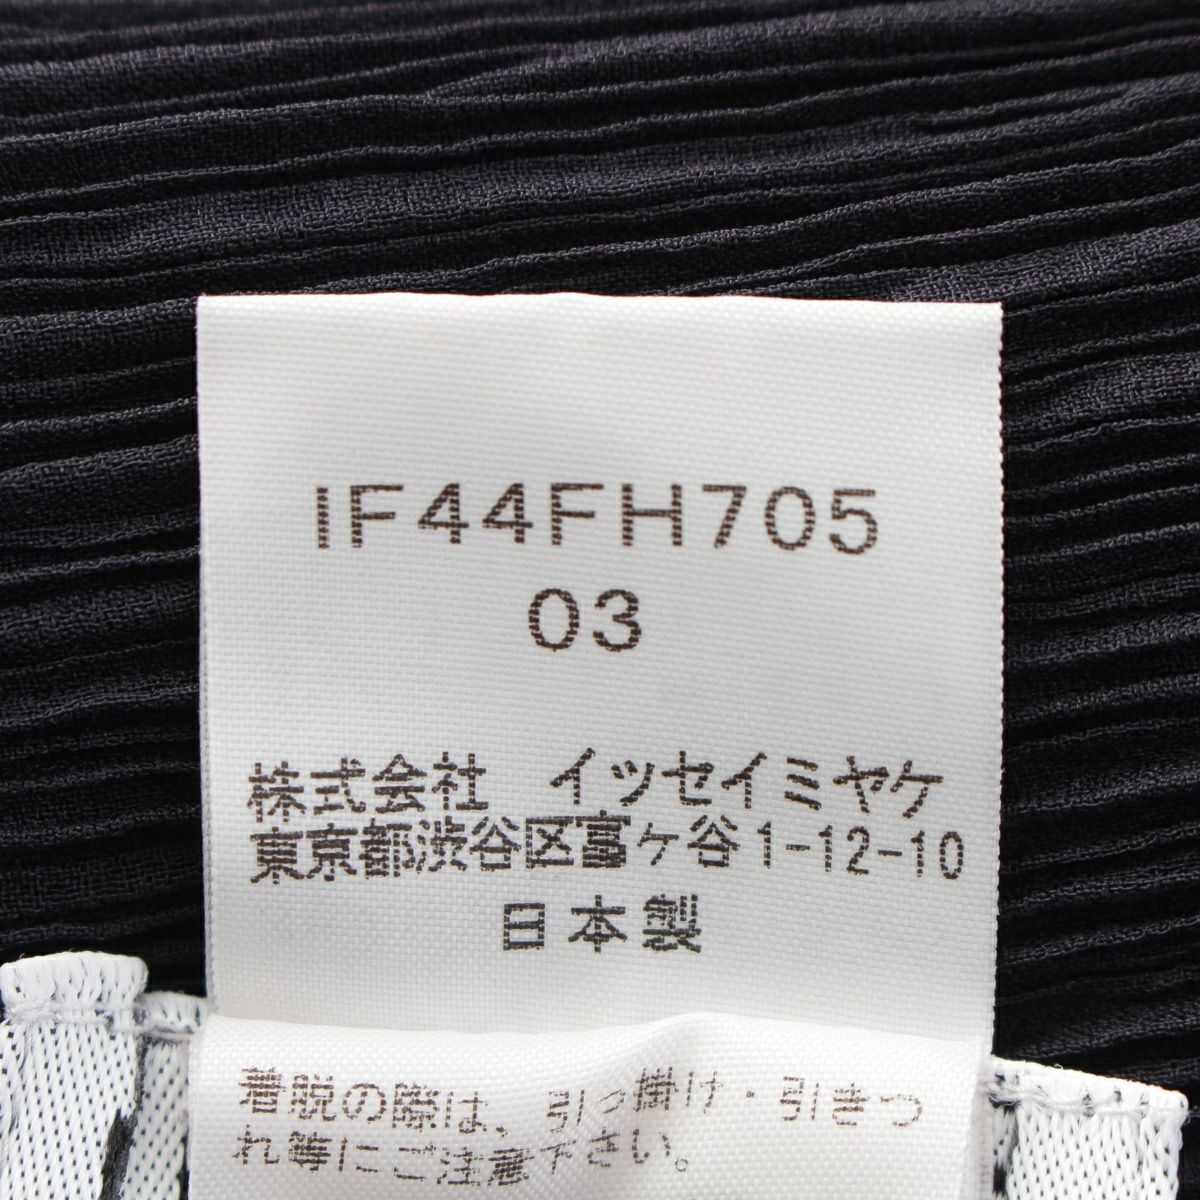 IF44FH705
03
株式会社　イッセイミヤケ
東京都渋谷区富ヶ谷1-12-10
日本製
着脱の際は、引っ掛け・引きつ
れ等にご注意下さい。